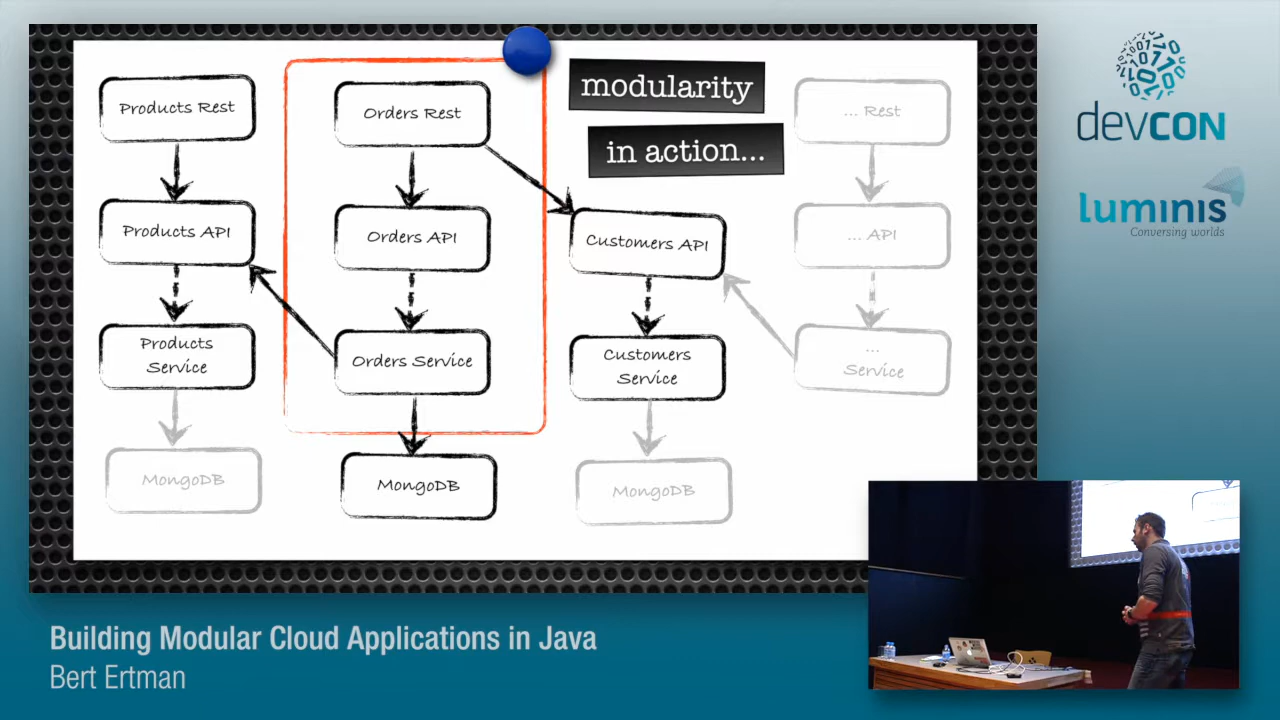 modularity
in action...
Products Rest
Orders Rest
... Rest
Products API
Orders API
Customers API
... API
Products
Service
Orders Service
Customers
Service
...
Service
MongoDB
MongoDB
MongoDB
devCON
luminis
Conversing worlds
Building Modular Cloud Applications in Java
Bert Ertman